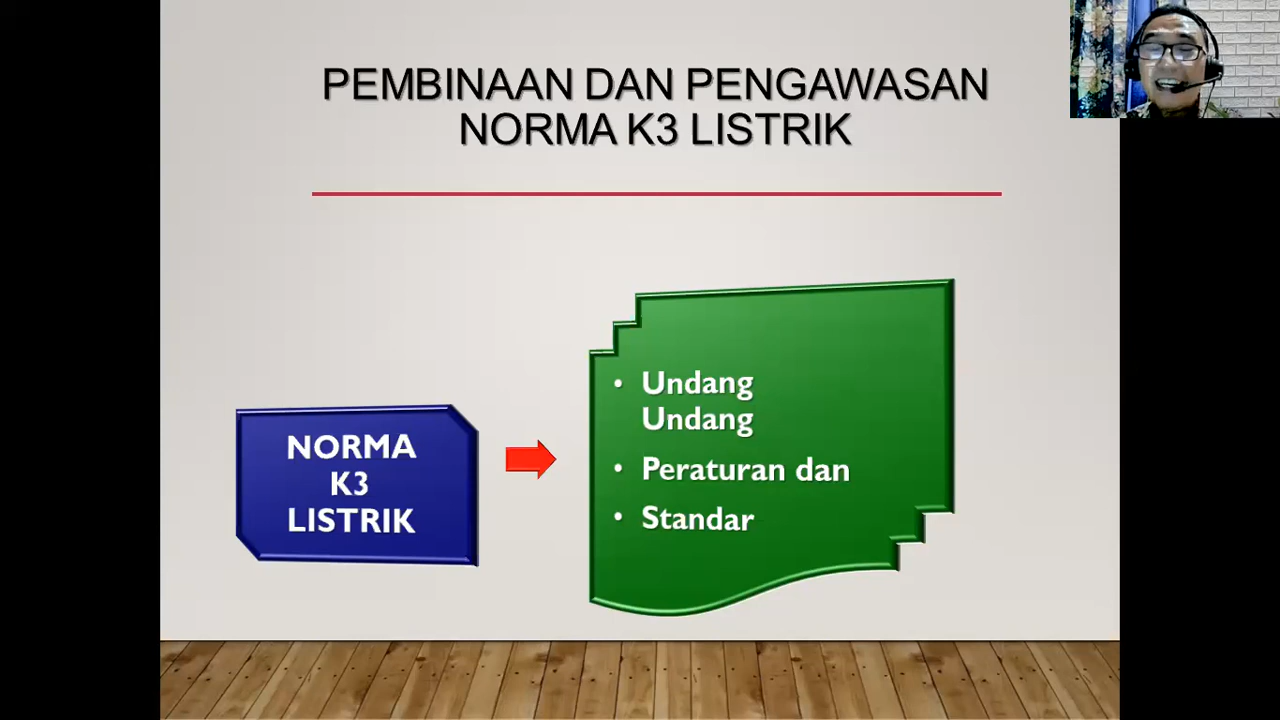 PEMBINAAN DAN PENGAWASAN
NORMA K3 LISTRIK
NORMA
K3
LISTRIK
• Undang
Undang
• Peraturan dan
• Standar